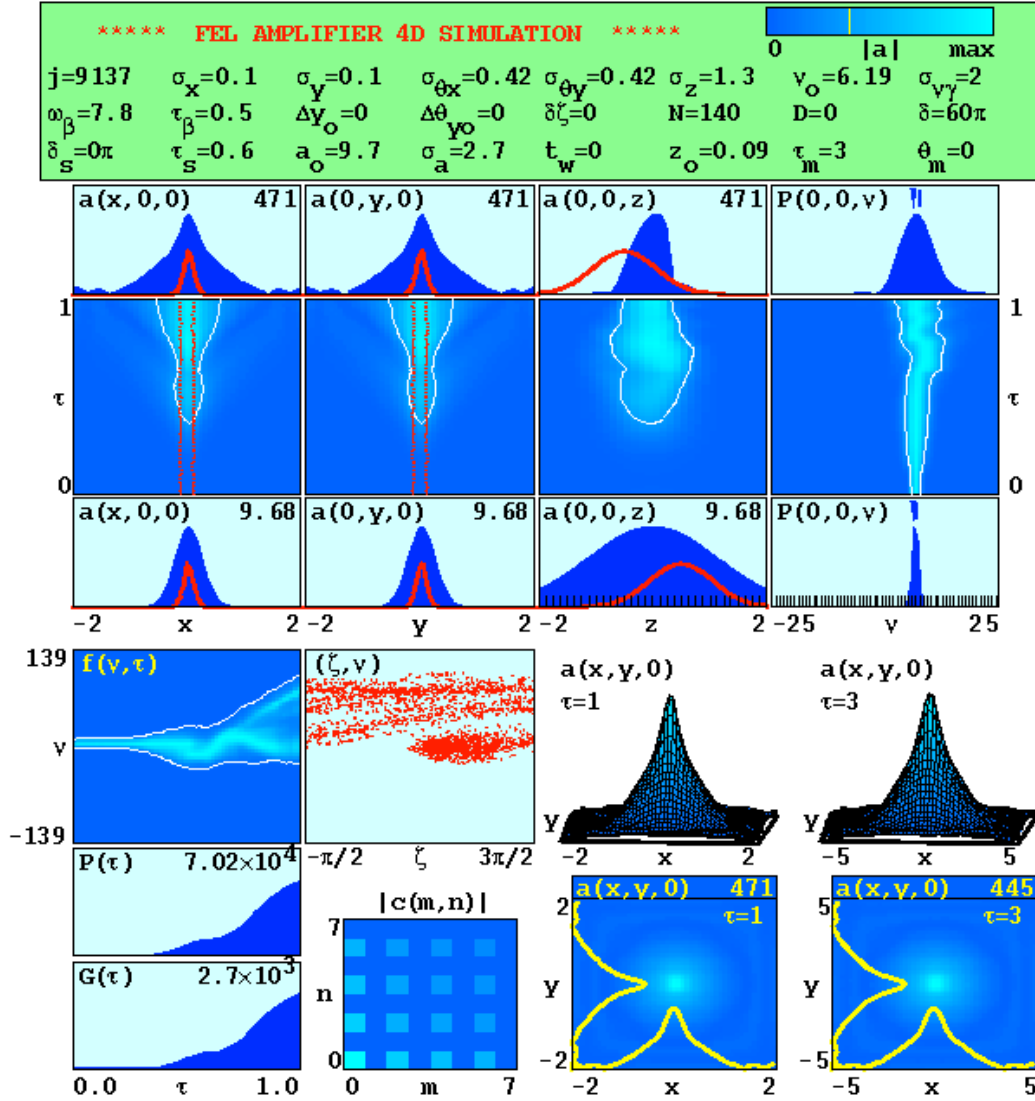 ***** FEL AMPLIFIER 4D SIMULATION *****
0 |a| max
j=9137 σx=0.1 σy=0.1 σθx=0.42 σθy=0.42 σz=1.3 νo=6.19 σνγ=2
ωβ=7.8 τβ=0.5 Δyo=0 Δθyo=0 δζ=0 N=140 D=0 δ=60π
δs=0π τs=0.6 ao=9.7 σa=2.7 tw=0 zo=0.09 τm=3 θm=0
a(x,0,0) 471 a(0,y,0) 471 a(0,0,z) 471 P(0,0,ν)
1 1
τ τ
0 0
a(x,0,0) 9.68 a(0,y,0) 9.68 a(0,0,z) 9.68 P(0,0,ν)
-2 x 2 -2 y 2 -2 z 2 -25 ν 25
139 f(ν,τ) (ζ,ν) a(x,y,0) a(x,y,0)
τ=1 τ=3
ν
-139 y y
-π/2 ζ 3π/2 -2 x 2 -5 x 5
P(τ) 7.02×10^4
|c(m,n)| a(x,y,0) 471 a(x,y,0) 445
7 2 τ=1 5 τ=3
G(τ) 2.7×10^3
n y y
0 -2 -5
0.0 τ 1.0 0 m 7 -2 x 2 -5 x 5